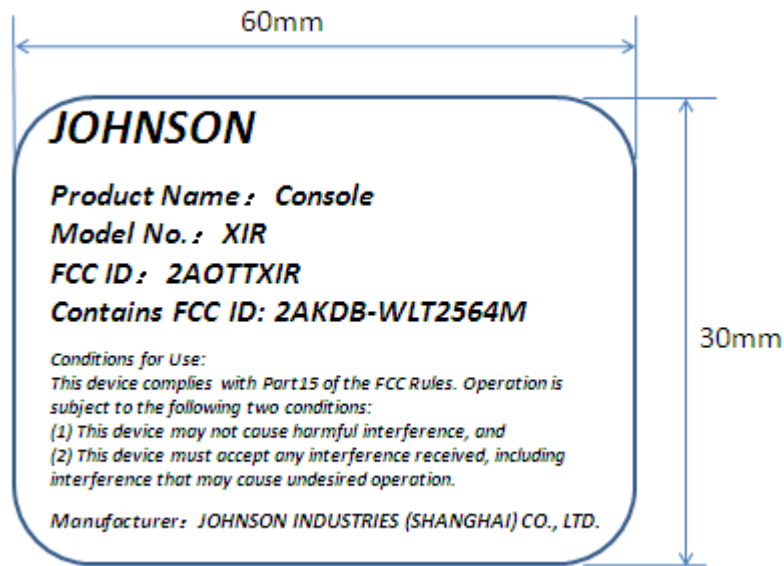 60mm
JOHNSON
Product Name： Console
Model No.： XIR
FCC ID： 2AOTTXIR
Contains FCC ID: 2AKDB-WLT2564M
30mm
Conditions for Use:
This device complies with Part15 of the FCC Rules. Operation is
subject to the following two conditions:
(1) This device may not cause harmful interference, and
(2) This device must accept any interference received, including
interference that may cause undesired operation.
Manufacturer： JOHNSON INDUSTRIES (SHANGHAI) CO., LTD.